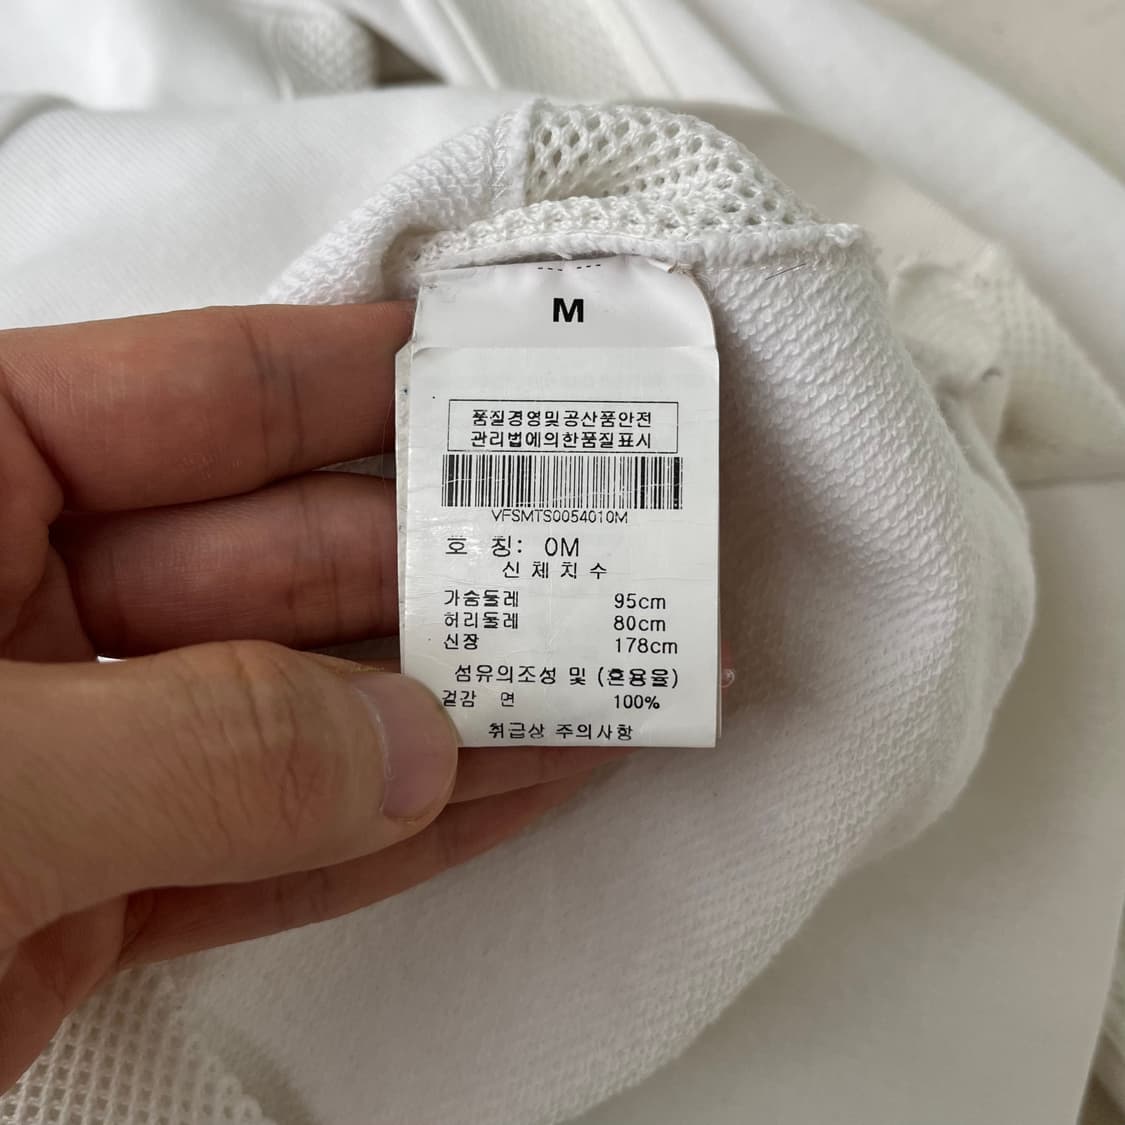 M
품질경영및공산품안전
관리법에의한품질표시
VFSMTS0054010M
호 칭: 0M
신체치수
가슴둘레 95cm
허리둘레 80cm
신장 178cm
섬유의조성 및 (혼용율)
겉감 면 100%
취급상 주의사항